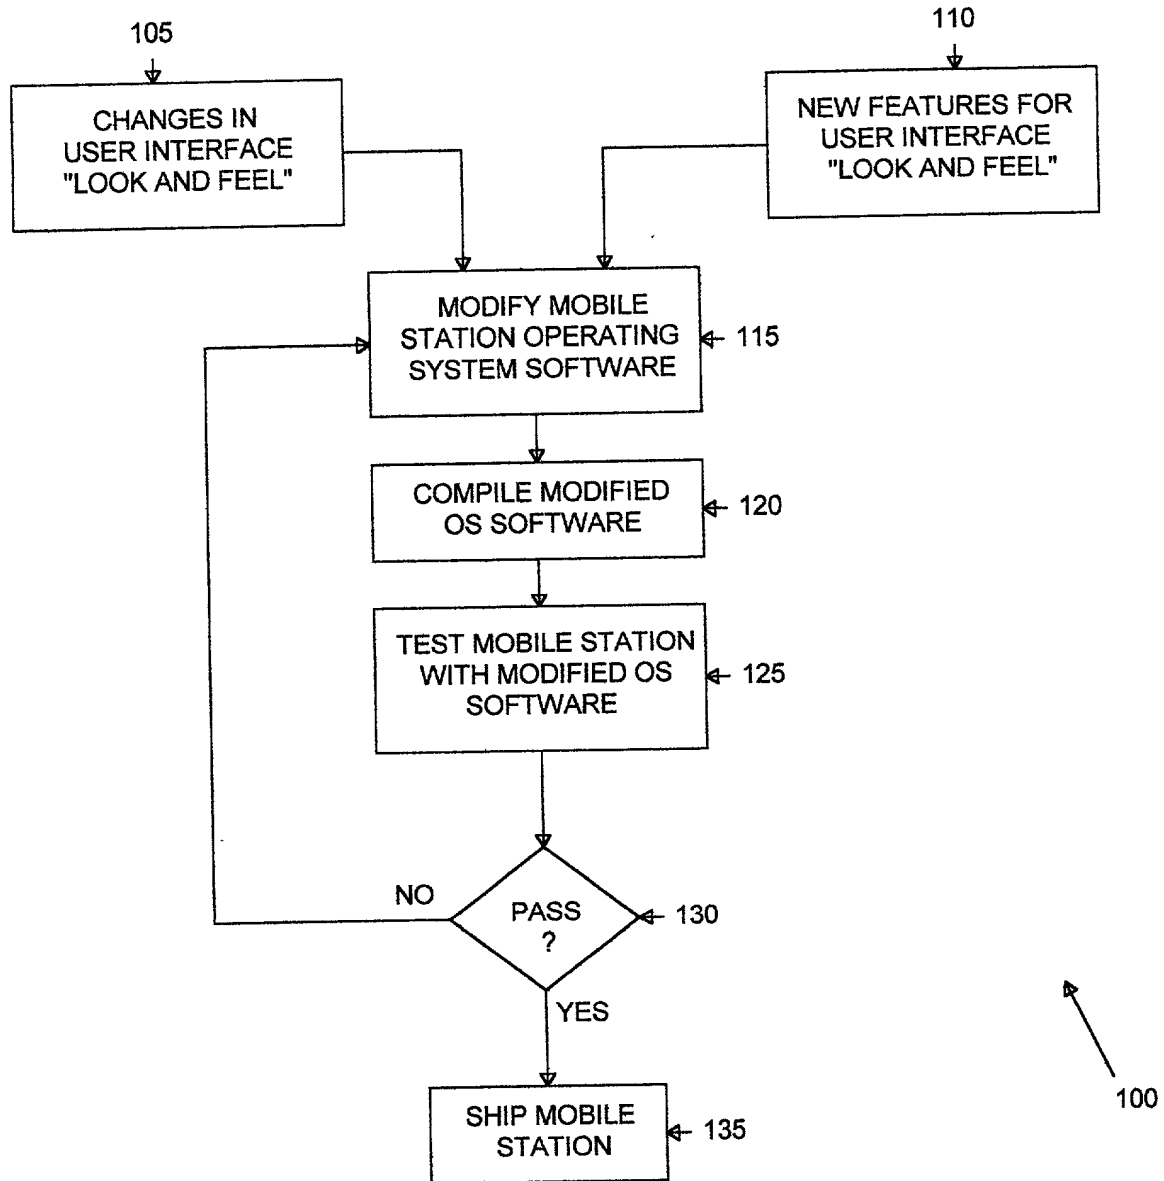 105
CHANGES IN
USER INTERFACE
"LOOK AND FEEL"
110
NEW FEATURES FOR
USER INTERFACE
"LOOK AND FEEL"
MODIFY MOBILE
STATION OPERATING
SYSTEM SOFTWARE
115
COMPILE MODIFIED
OS SOFTWARE
120
TEST MOBILE STATION
WITH MODIFIED OS
SOFTWARE
125
NO
PASS
?
130
YES
SHIP MOBILE
STATION
135
100